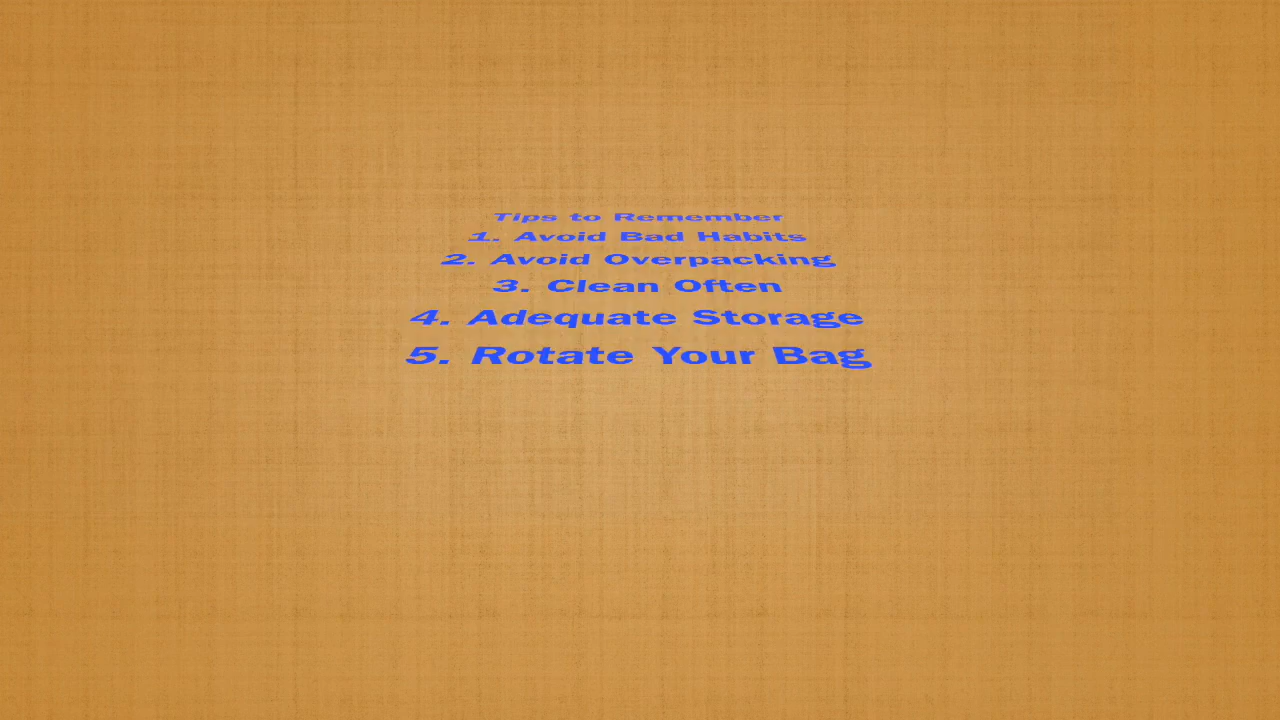 Tips to Remember
1. Avoid Bad Habits
2. Avoid Overpacking
3. Clean Often
4. Adequate Storage
5. Rotate Your Bag